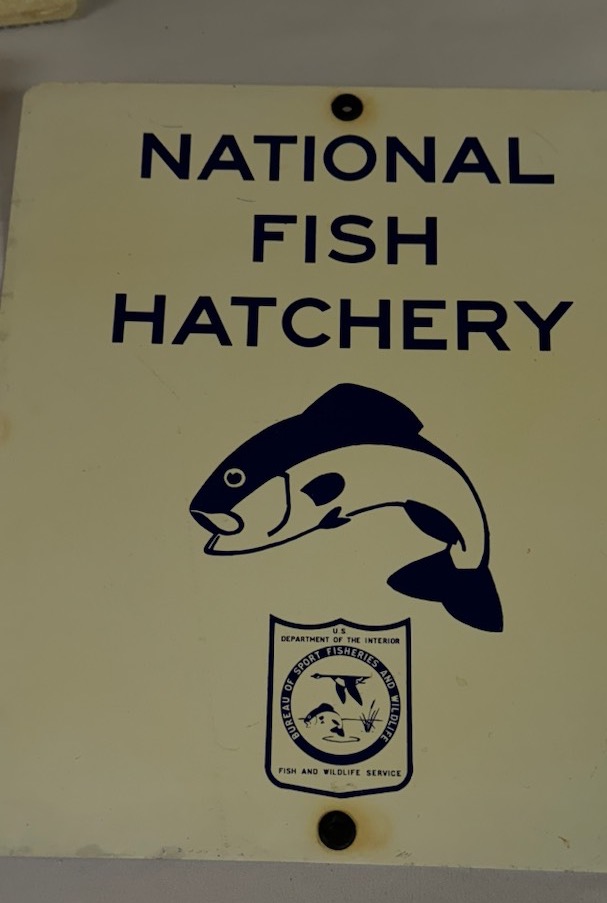 NATIONAL
FISH
HATCHERY
U.S.
DEPARTMENT OF THE INTERIOR
BUREAU OF SPORT FISHERIES AND WILDLIFE
FISH AND WILDLIFE SERVICE